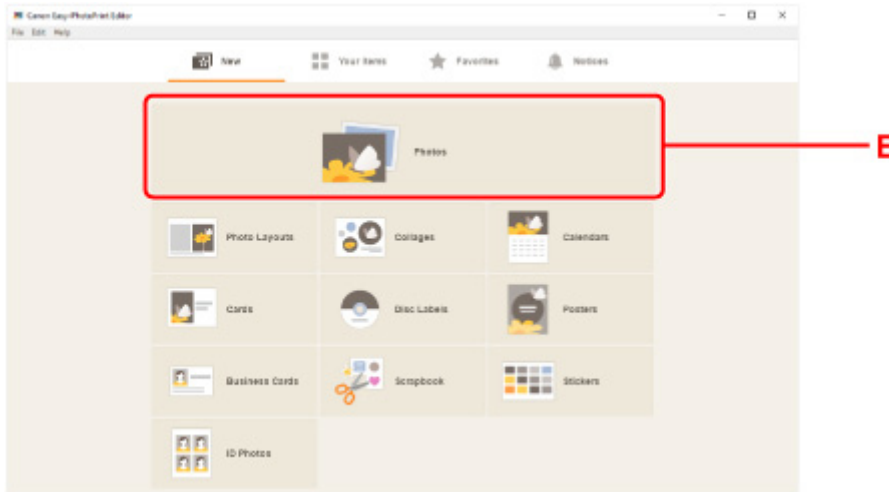 Canon Easy-PhotoPrint Editor
File Edit Help
New Your Items Favorites Notices
Photos
E
Photo Layouts Collages Calendars
Cards Disc Labels Posters
Business Cards Scrapbook Stickers
ID Photos